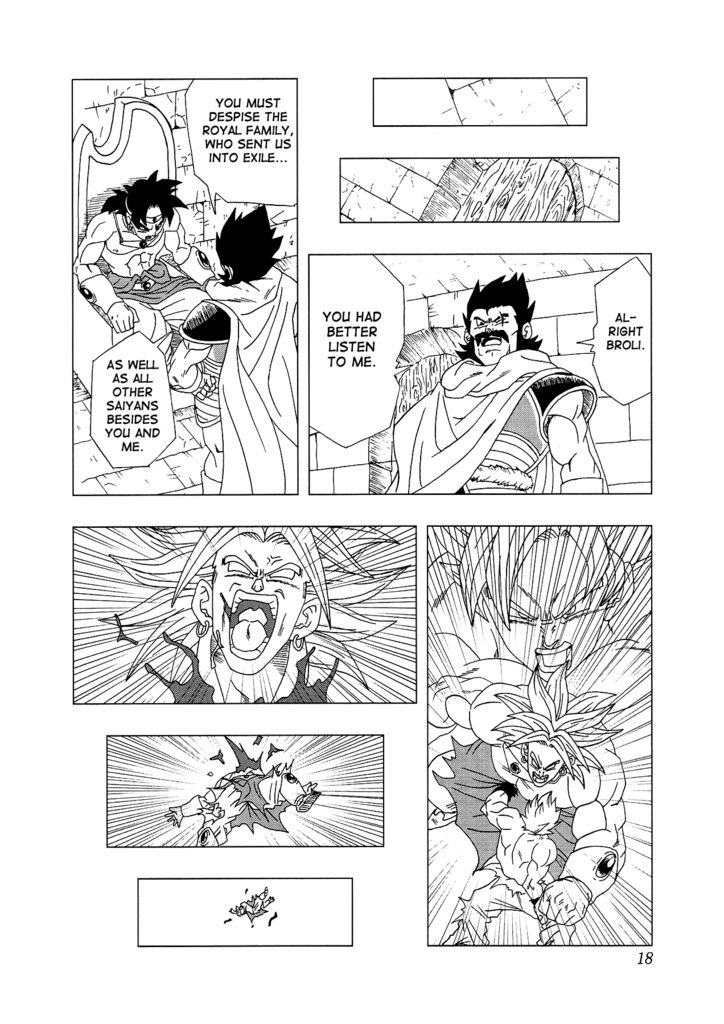 AL-
RIGHT
BROLI.
YOU HAD
BETTER
LISTEN
TO ME.
YOU MUST
DESPISE THE
ROYAL FAMILY,
WHO SENT US
INTO EXILE...
AS WELL
AS ALL
OTHER
SAIYANS
BESIDES
YOU AND
ME.
18